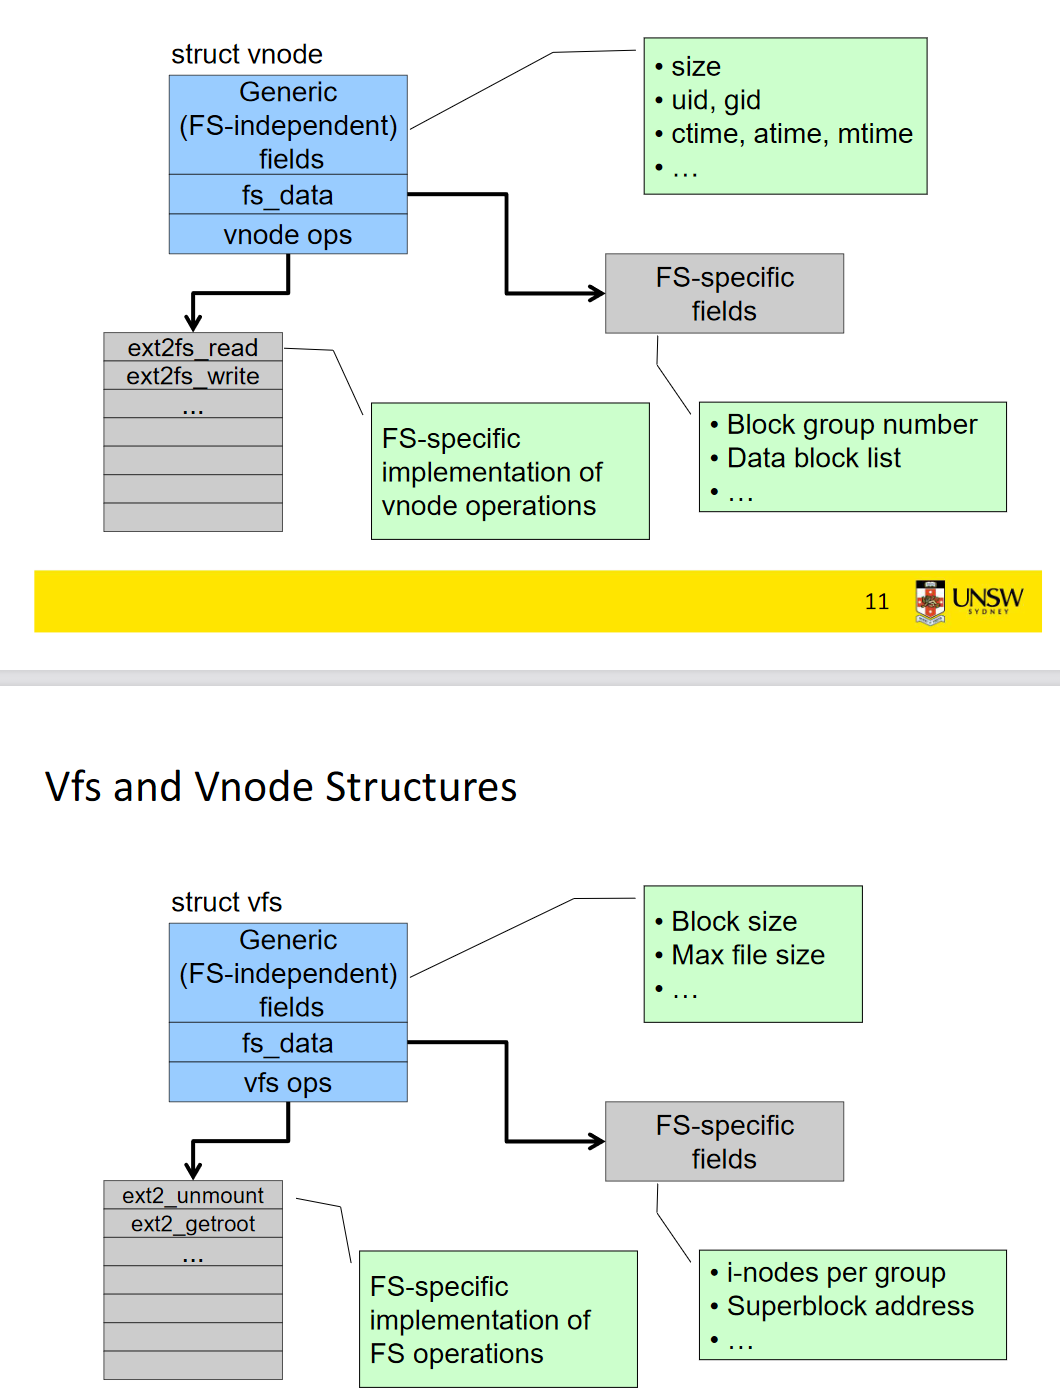 struct vnode
Generic
(FS-independent)
fields
fs_data
vnode ops
• size
• uid, gid
• ctime, atime, mtime
• …
FS-specific
fields
ext2fs_read
ext2fs_write
...
FS-specific
implementation of
vnode operations
• Block group number
• Data block list
• …
11
UNSW
SYDNEY
Vfs and Vnode Structures
struct vfs
Generic
(FS-independent)
fields
fs_data
vfs ops
• Block size
• Max file size
• …
FS-specific
fields
ext2_unmount
ext2_getroot
...
FS-specific
implementation of
FS operations
• i-nodes per group
• Superblock address
• …